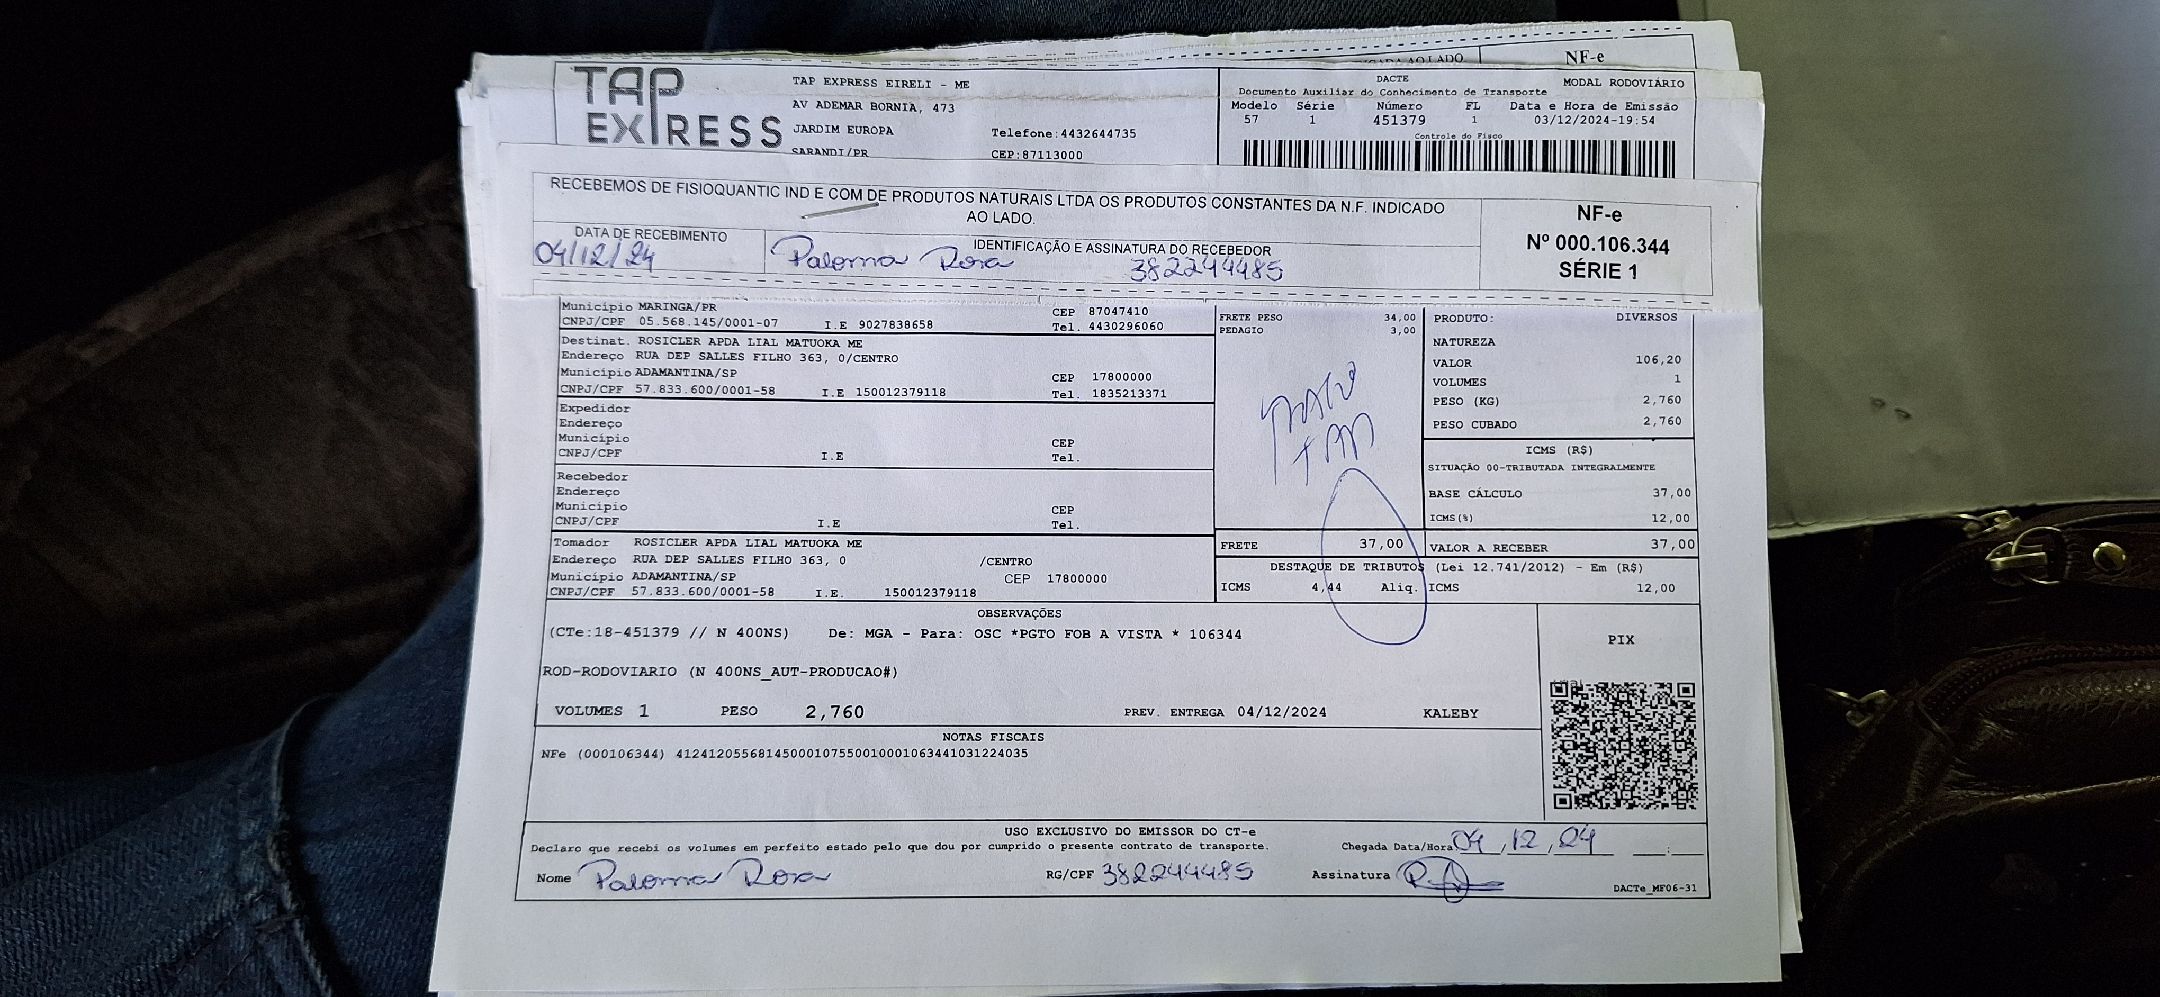 NF-e
TAP EXPRESS
TAP EXPRESS EIRELI - ME
AV ADEMAR BORNIA, 473
JARDIM EUROPA
Telefone:4432644735
SARANDI/PR
CEP:87113000
DACTE
MODAL RODOVIÁRIO
Documento Auxiliar do Conhecimento de Transporte
Modelo Série Número FL Data e Hora de Emissão
57 1 451379 1 03/12/2024-19:54
Controle do Fisco
RECEBEMOS DE FISIOQUANTIC IND E COM DE PRODUTOS NATURAIS LTDA OS PRODUTOS CONSTANTES DA N.F. INDICADO
AO LADO.
DATA DE RECEBIMENTO
04/12/24
IDENTIFICAÇÃO E ASSINATURA DO RECEBEDOR
Paloma Rosa 382244485
NF-e
Nº 000.106.344
SÉRIE 1
Município MARINGA/PR CEP 87047410
CNPJ/CPF 05.568.145/0001-07 I.E 9027838658 Tel. 4430296060
Destinat. ROSICLER APDA LIAL MATUOKA ME
Endereço RUA DEP SALLES FILHO 363, 0/CENTRO
Município ADAMANTINA/SP CEP 17800000
CNPJ/CPF 57.833.600/0001-58 I.E 150012379118 Tel. 1835213371
Expedidor
Endereço
Município CEP
CNPJ/CPF I.E Tel.
Recebedor
Endereço
Município CEP
CNPJ/CPF I.E Tel.
Tomador ROSICLER APDA LIAL MATUOKA ME
Endereço RUA DEP SALLES FILHO 363, 0 /CENTRO
Município ADAMANTINA/SP CEP 17800000
CNPJ/CPF 57.833.600/0001-58 I.E. 150012379118
FRETE PESO 34,00
PEDAGIO 3,00
FRETE 37,00
PRODUTO: DIVERSOS
NATUREZA
VALOR 106,20
VOLUMES 1
PESO (KG) 2,760
PESO CUBADO 2,760
ICMS (R$)
SITUAÇÃO 00-TRIBUTADA INTEGRALMENTE
BASE CÁLCULO 37,00
ICMS(%) 12,00
VALOR A RECEBER 37,00
DESTAQUE DE TRIBUTOS (Lei 12.741/2012) - Em (R$)
ICMS 4,44 Aliq. ICMS 12,00
OBSERVAÇÕES
(CTe:18-451379 // N 400NS) De: MGA - Para: OSC *PGTO FOB A VISTA * 106344
ROD-RODOVIARIO (N 400NS_AUT-PRODUCAO#)
VOLUMES 1 PESO 2,760 PREV. ENTREGA 04/12/2024 KALEBY
PIX
NOTAS FISCAIS
NFe (000106344) 41241205568145000107550010001063441031224035
USO EXCLUSIVO DO EMISSOR DO CT-e
Declaro que recebi os volumes em perfeito estado pelo que dou por cumprido o presente contrato de transporte. Chegada Data/Hora 04,12,24 :
Nome Paloma Rosa RG/CPF 382244485 Assinatura
DACTe_MF06-31